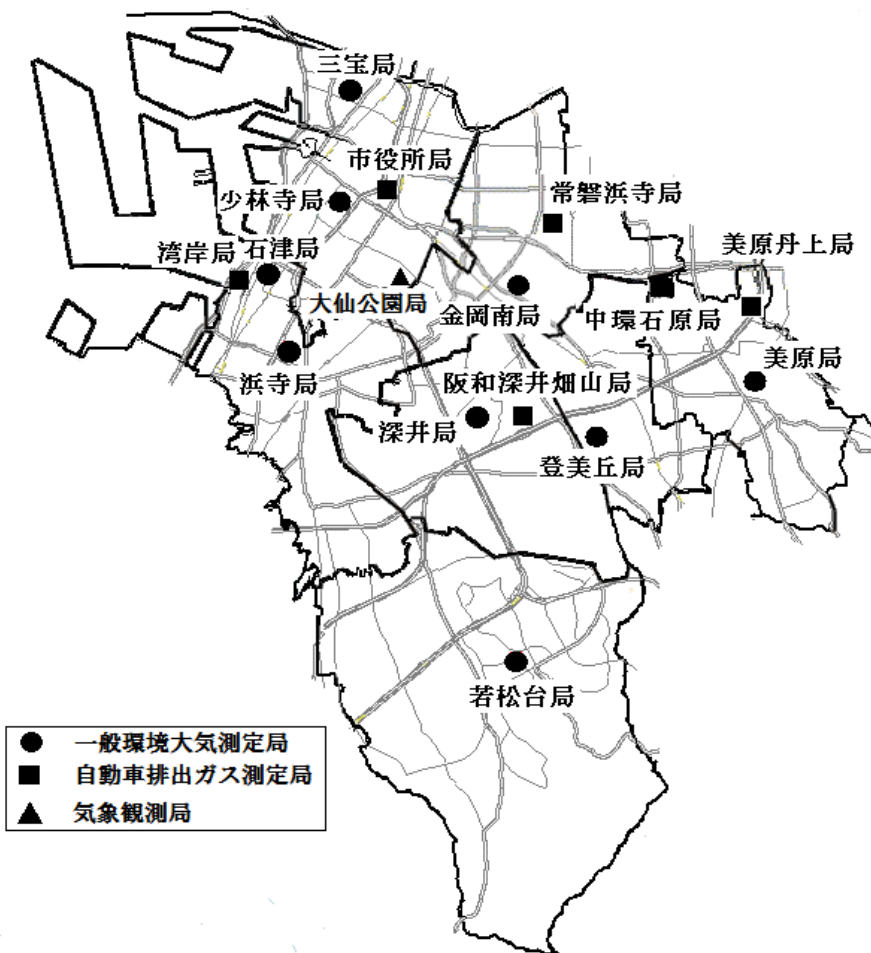 三宝局
市役所局
少林寺局
常磐浜寺局
湾岸局
石津局
美原丹上局
大仙公園局
金岡南局
中環石原局
浜寺局
阪和深井畑山局
美原局
深井局
登美丘局
若松台局
一般環境大気測定局
自動車排出ガス測定局
気象観測局